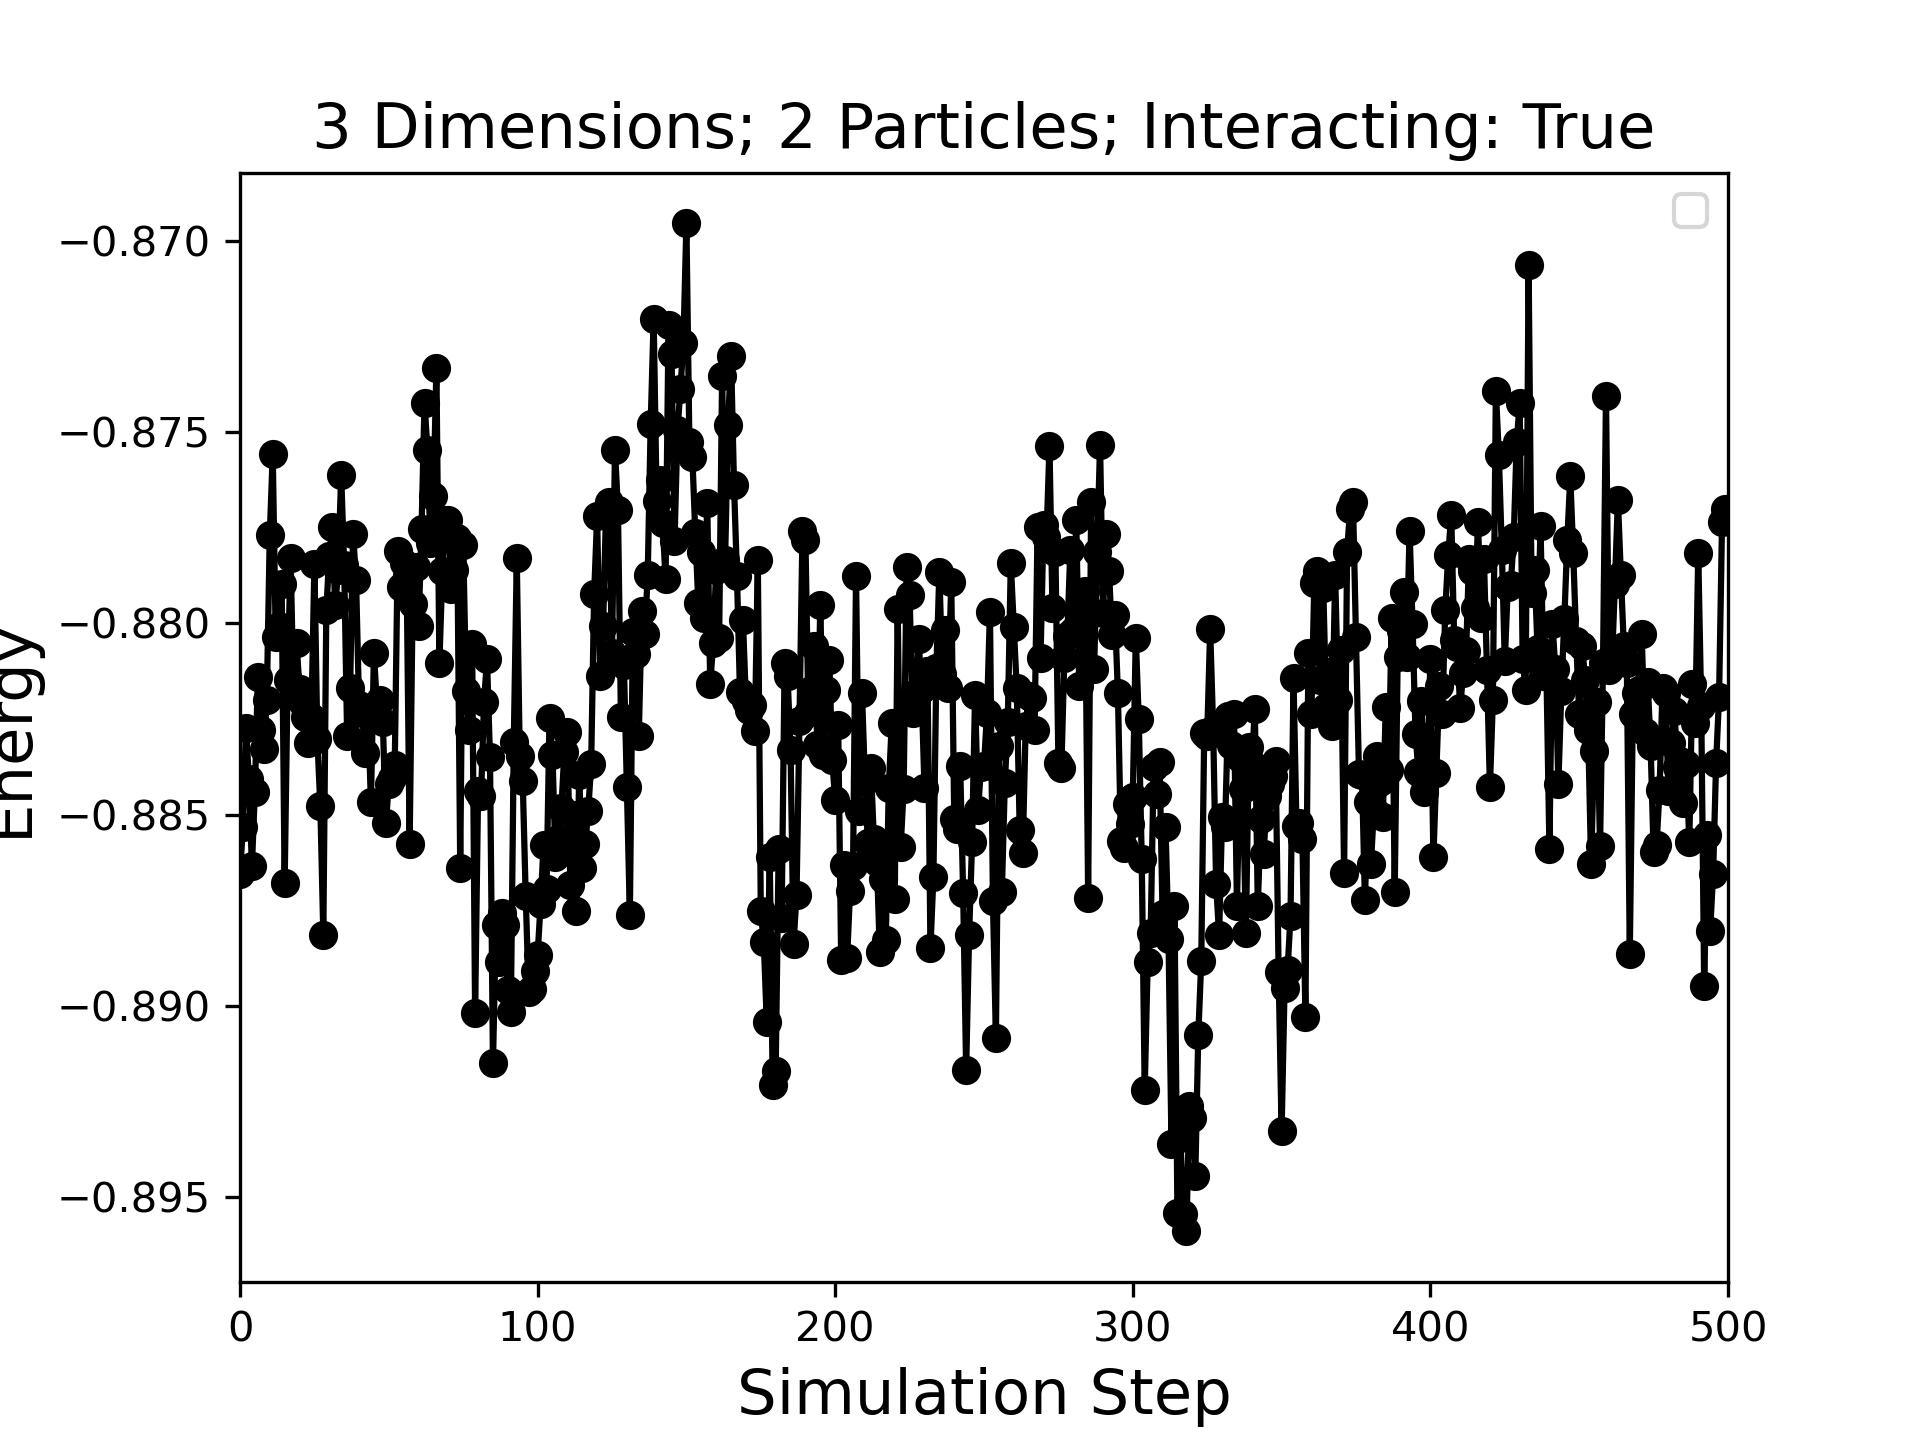 3 Dimensions; 2 Particles; Interacting: True
−0.870
−0.875
−0.880
−0.885
−0.890
−0.895
Energy
0 100 200 300 400 500
Simulation Step